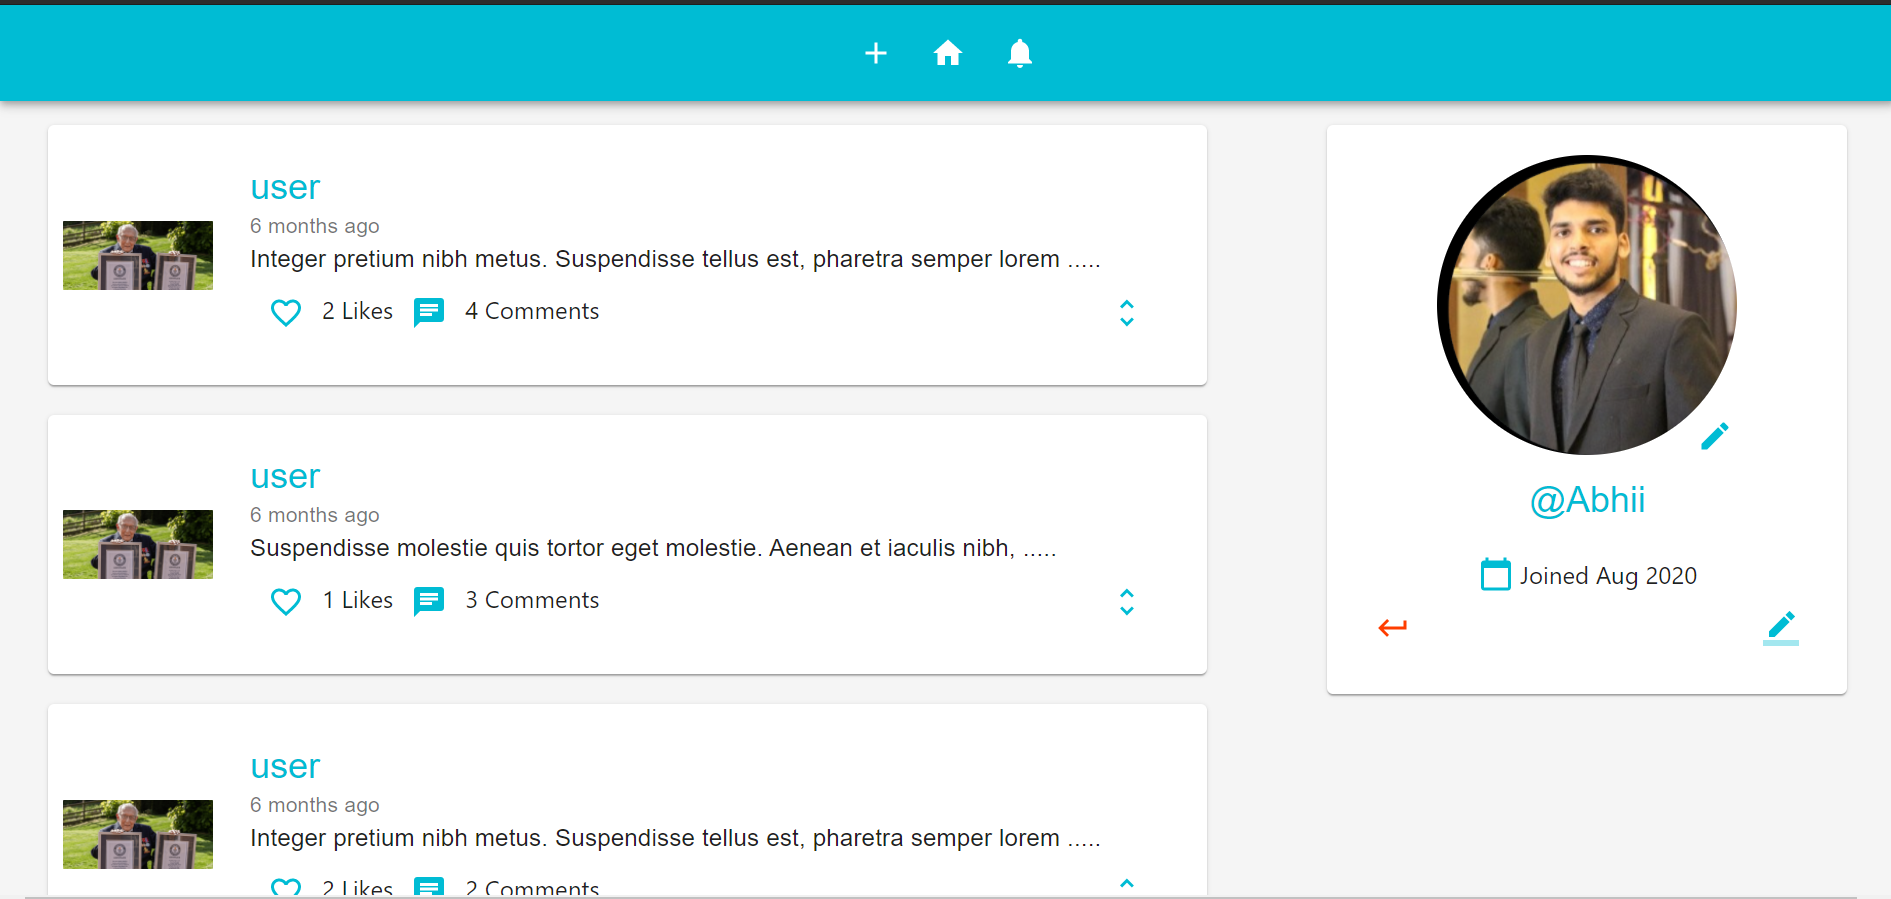 user
6 months ago
Integer pretium nibh metus. Suspendisse tellus est, pharetra semper lorem .....
2 Likes 4 Comments
user
6 months ago
Suspendisse molestie quis tortor eget molestie. Aenean et iaculis nibh, .....
1 Likes 3 Comments
user
6 months ago
Integer pretium nibh metus. Suspendisse tellus est, pharetra semper lorem .....
2 Likes 2 Comments
@Abhii
Joined Aug 2020